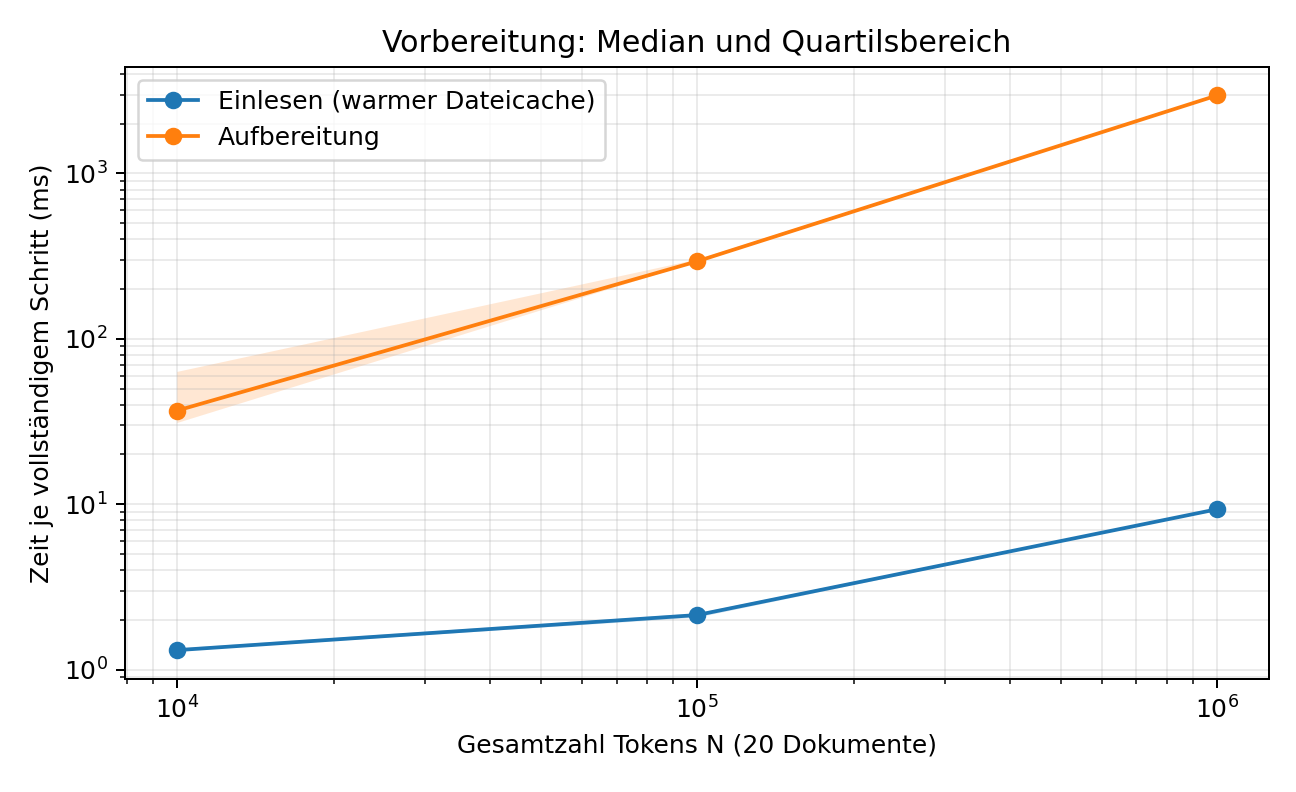 Vorbereitung: Median und Quartilsbereich
Einlesen (warmer Dateicache)
Aufbereitung
Zeit je vollständigem Schritt (ms)
10³
10²
10¹
10⁰
10⁴ 10⁵ 10⁶
Gesamtzahl Tokens N (20 Dokumente)